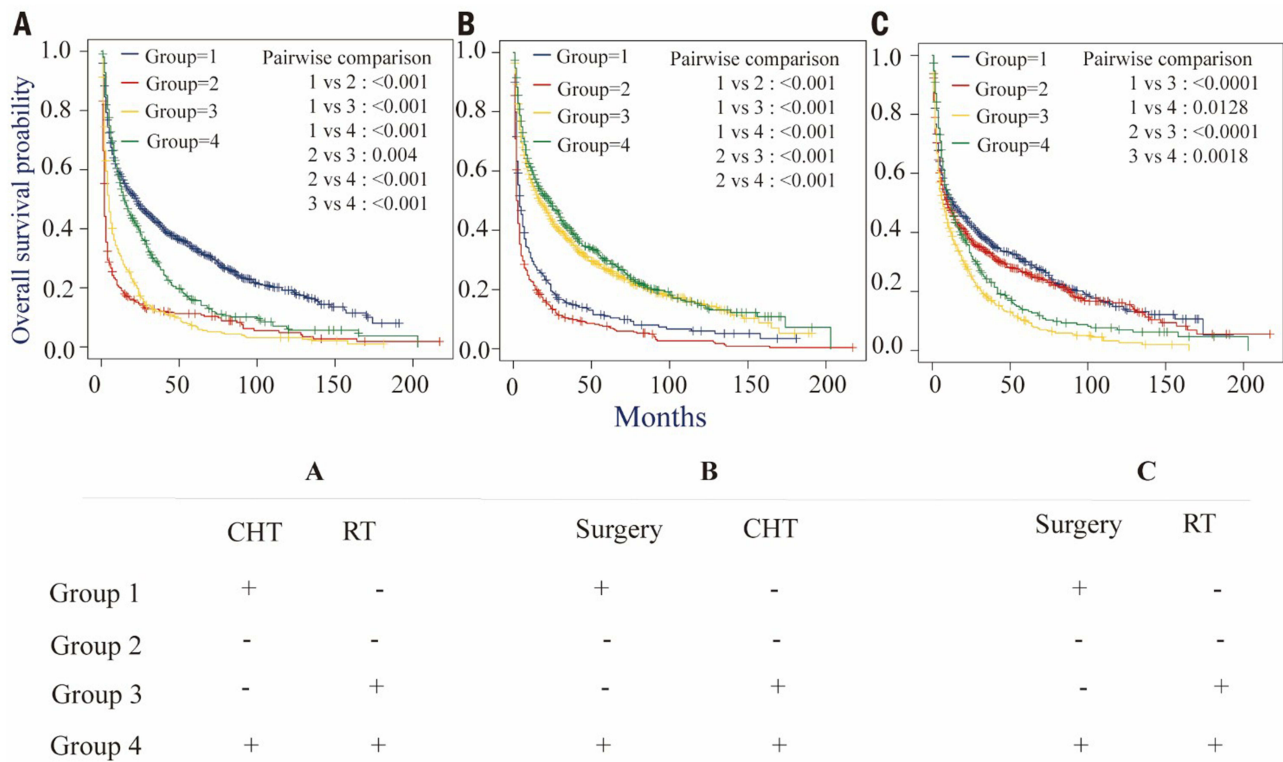 A
B
C
Overall survival probability
1.0
0.8
0.6
0.4
0.2
0.0
Group=1
Group=2
Group=3
Group=4
Pairwise comparison
1 vs 2 : <0.001
1 vs 3 : <0.001
1 vs 4 : <0.001
2 vs 3 : 0.004
2 vs 4 : <0.001
3 vs 4 : <0.001
0 50 100 150 200
1.0
0.8
0.6
0.4
0.2
0.0
Group=1
Group=2
Group=3
Group=4
Pairwise comparison
1 vs 2 : <0.001
1 vs 3 : <0.001
1 vs 4 : <0.001
2 vs 3 : <0.001
2 vs 4 : <0.001
0 50 100 150 200
1.0
0.8
0.6
0.4
0.2
0.0
Group=1
Group=2
Group=3
Group=4
Pairwise comparison
1 vs 3 : <0.0001
1 vs 4 : 0.0128
2 vs 3 : <0.0001
3 vs 4 : 0.0018
0 50 100 150 200
Months
A B C
CHT RT Surgery CHT Surgery RT
Group 1 + - + - + -
Group 2 - - - - - -
Group 3 - + - + - +
Group 4 + + + + + +